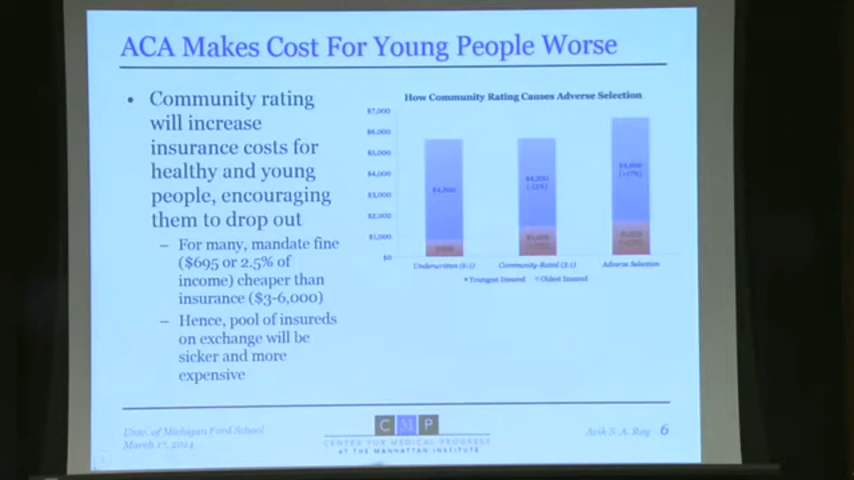 ACA Makes Cost For Young People Worse
• Community rating
will increase
insurance costs for
healthy and young
people, encouraging
them to drop out
– For many, mandate fine
($695 or 2.5% of
income) cheaper than
insurance ($3-6,000)
– Hence, pool of insureds
on exchange will be
sicker and more
expensive
How Community Rating Causes Adverse Selection
$7,000
$6,000
$5,000
$4,000
$3,000
$2,000
$1,000
$0
$4,800
Underwritten (6:1)
Community-Rated (3:1)
Adverse Selection
Youngest Insured
Oldest Insured
Univ. of Michigan Ford School
March 17, 2014
CMP
CENTER FOR MEDICAL PROGRESS
AT THE MANHATTAN INSTITUTE
Avik S. A. Roy 6